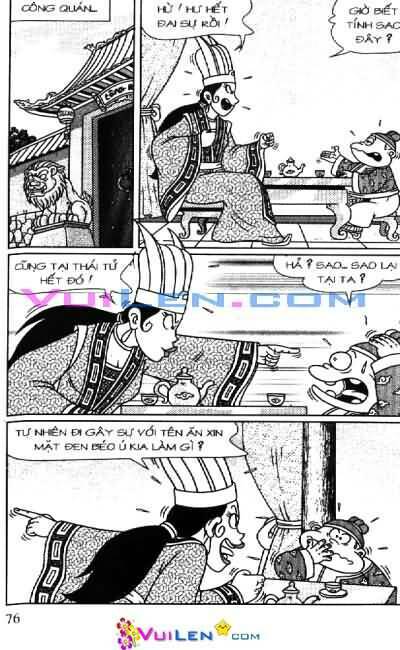 CÔNG QUÁN...
HỪ! HƯ HẾT
ĐẠI SỰ RỒI!
GIỜ BIẾT
TÍNH SAO
ĐÂY?
CŨNG TẠI THÁI TỬ
HẾT ĐÓ!
HẢ? SAO... SAO LẠI
TẠI TA?
VUILEN.COM
TỰ NHIÊN ĐI GÂY SỰ VỚI TÊN ĂN XIN
MẶT ĐEN BÉO Ú KIA LÀM GÌ?
76
VUILEN.COM